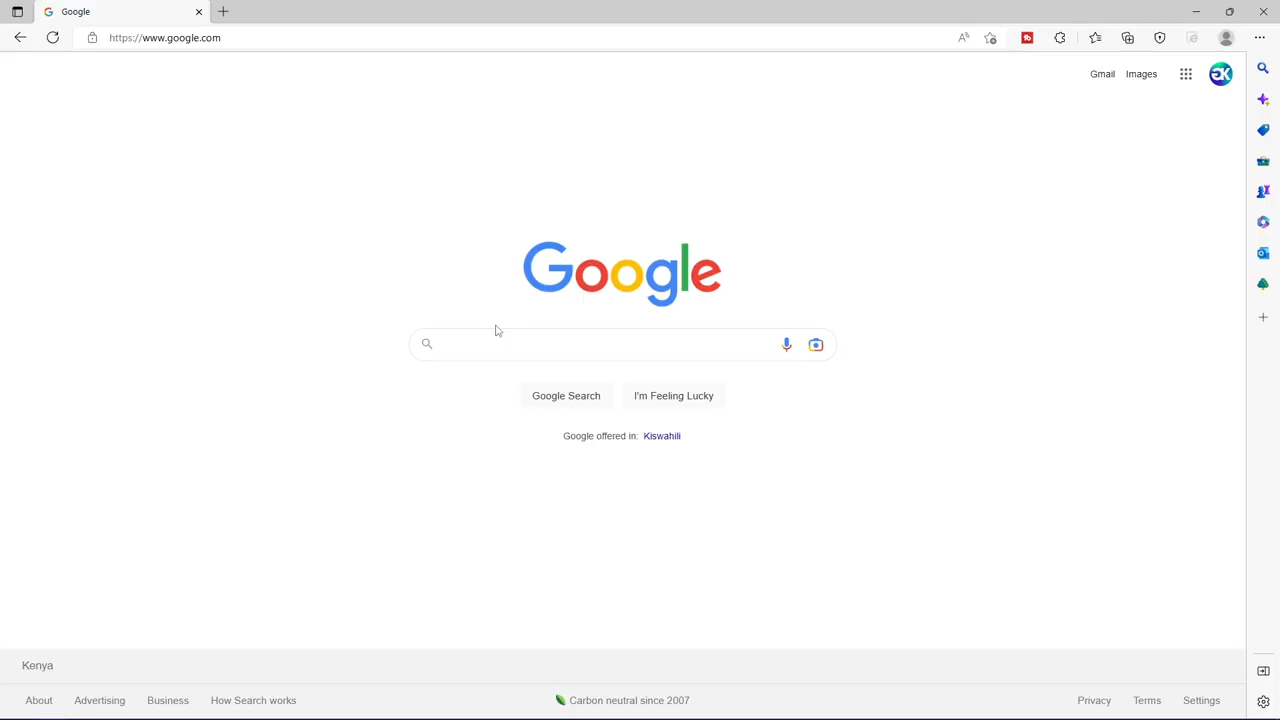 Google
https://www.google.com
Gmail Images
Google
Google Search I'm Feeling Lucky
Google offered in: Kiswahili
Kenya
About Advertising Business How Search works Carbon neutral since 2007 Privacy Terms Settings